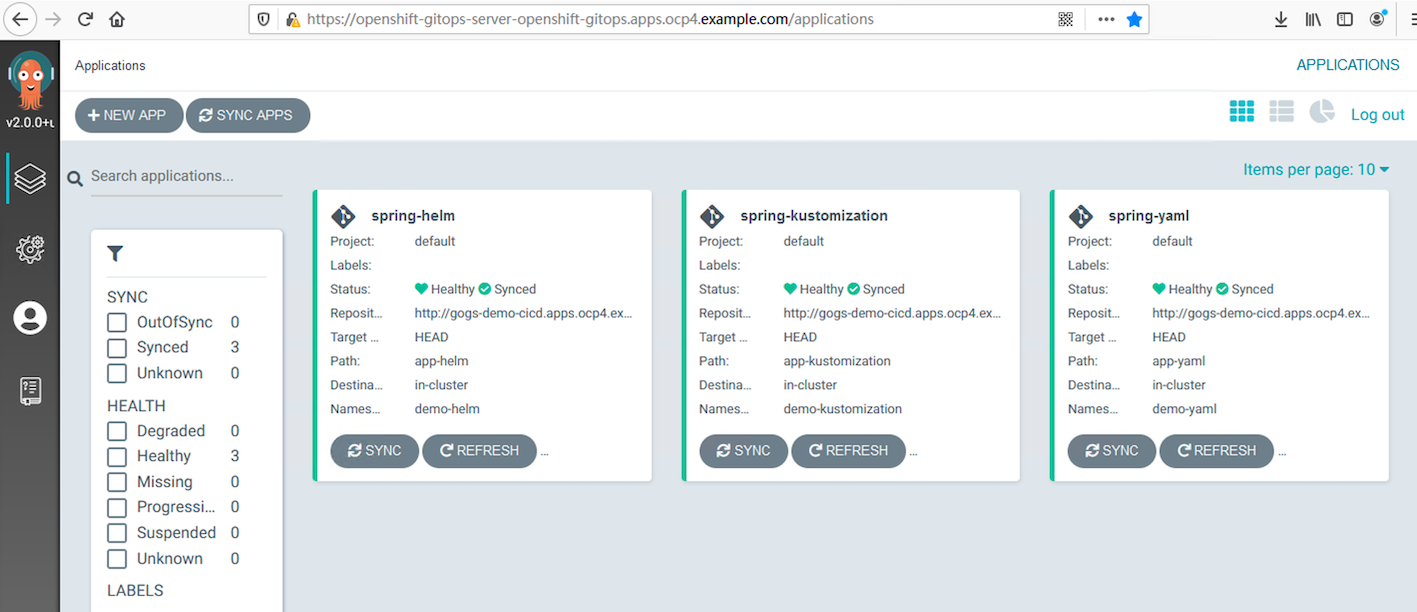 https://openshift-gitops-server-openshift-gitops.apps.ocp4.example.com/applications
Applications
APPLICATIONS
v2.0.0+u
NEW APP
SYNC APPS
Log out
Search applications...
Items per page: 10
SYNC
OutOfSync 0
Synced 3
Unknown 0
HEALTH
Degraded 0
Healthy 3
Missing 0
Progressi... 0
Suspended 0
Unknown 0
LABELS
spring-helm
Project: default
Labels:
Status: Healthy Synced
Reposit... http://gogs-demo-cicd.apps.ocp4.ex...
Target ... HEAD
Path: app-helm
Destina... in-cluster
Names... demo-helm
SYNC REFRESH ...
spring-kustomization
Project: default
Labels:
Status: Healthy Synced
Reposit... http://gogs-demo-cicd.apps.ocp4.ex...
Target ... HEAD
Path: app-kustomization
Destina... in-cluster
Names... demo-kustomization
SYNC REFRESH ...
spring-yaml
Project: default
Labels:
Status: Healthy Synced
Reposit... http://gogs-demo-cicd.apps.ocp4.ex...
Target ... HEAD
Path: app-yaml
Destina... in-cluster
Names... demo-yaml
SYNC REFRESH ...